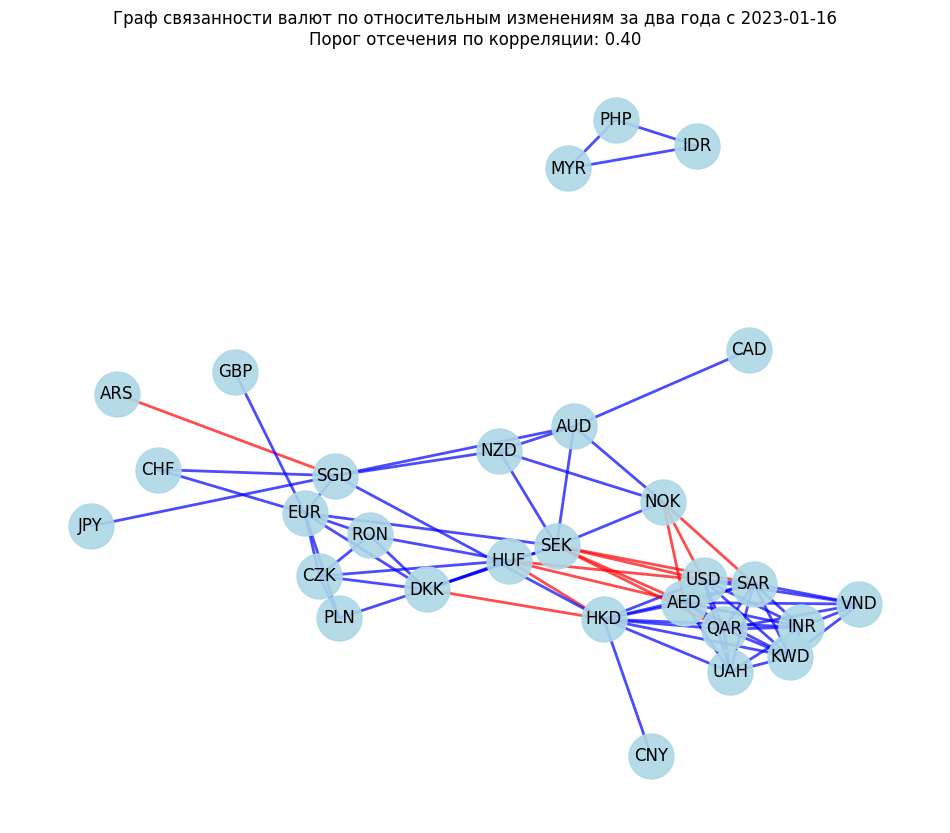 Граф связанности валют по относительным изменениям за два года с 2023-01-16
Порог отсечения по корреляции: 0.40
PHP
IDR
MYR
CAD
GBP
ARS
AUD
NZD
CHF
SGD
NOK
EUR
JPY
RON
SEK
HUF
CZK
USD
SAR
DKK
AED
VND
PLN
HKD
QAR
INR
KWD
UAH
CNY